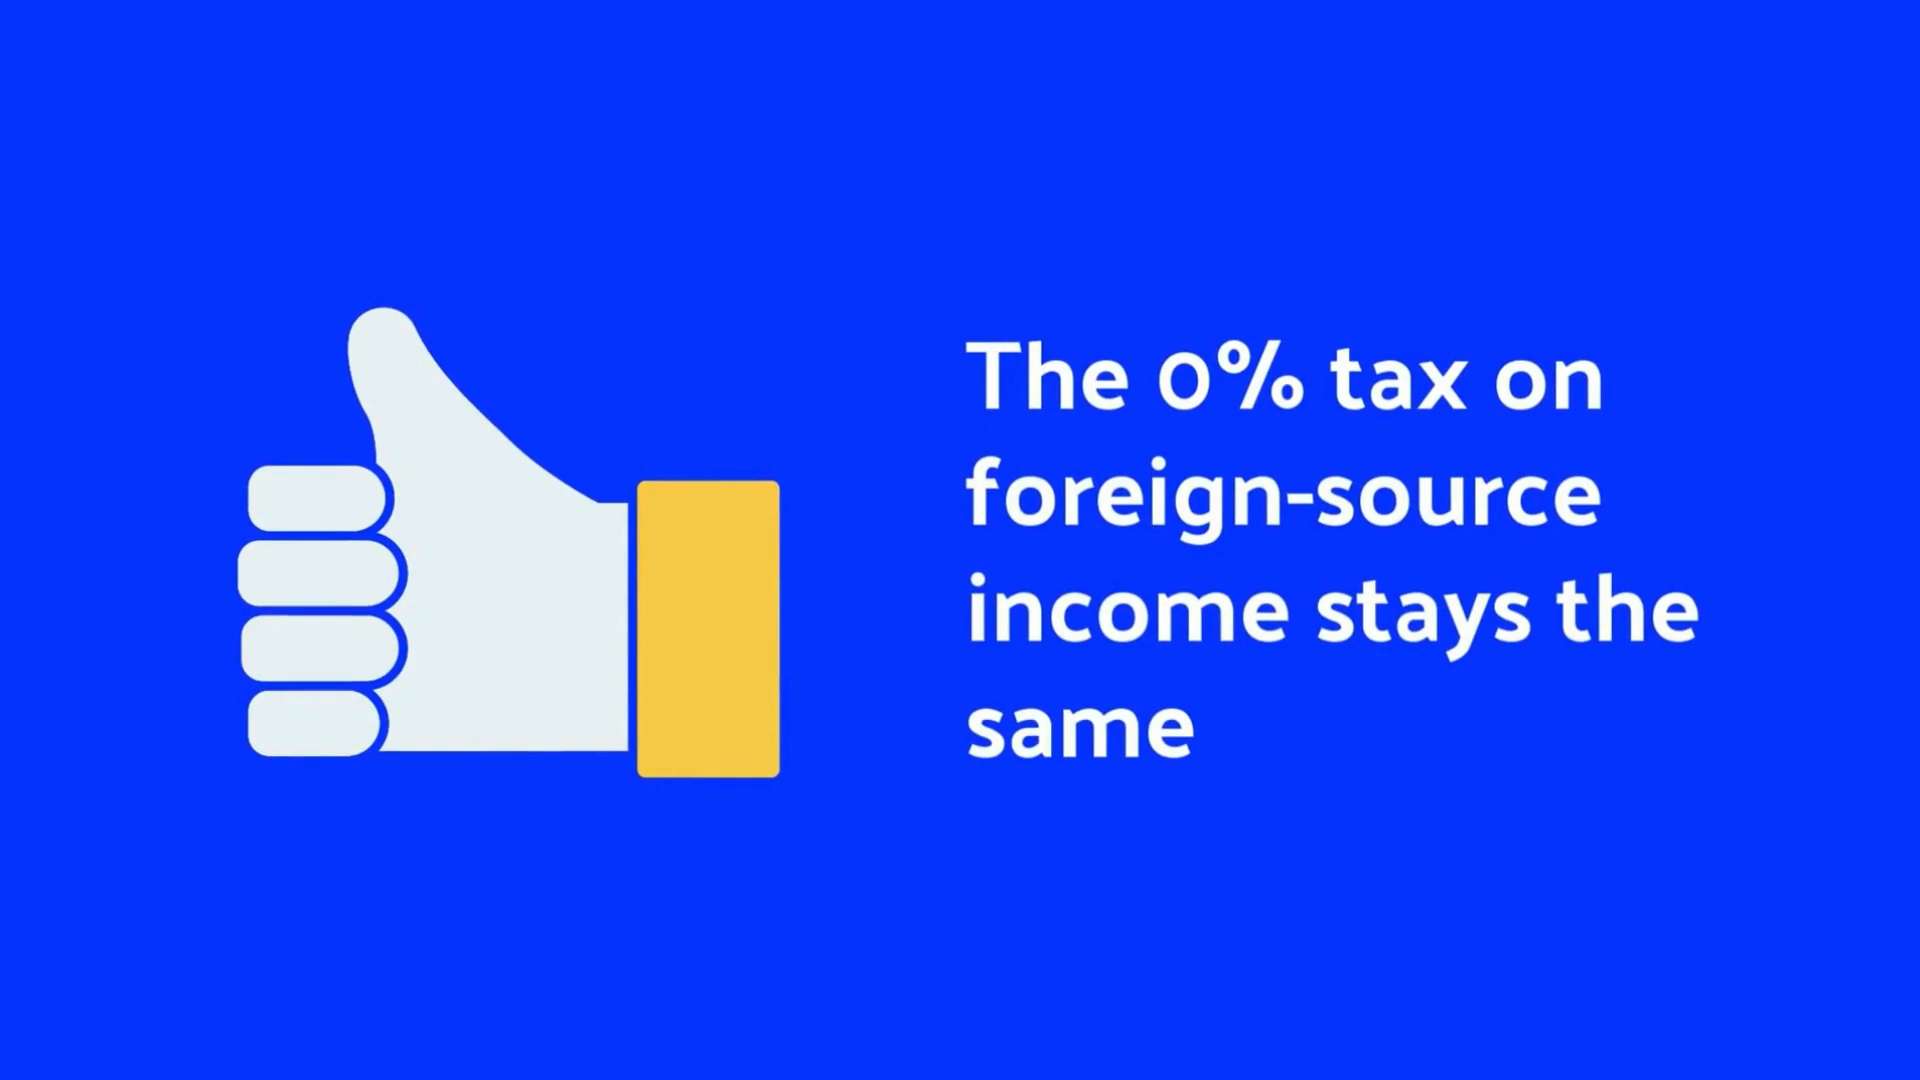 The 0% tax on
foreign-source
income stays the
same